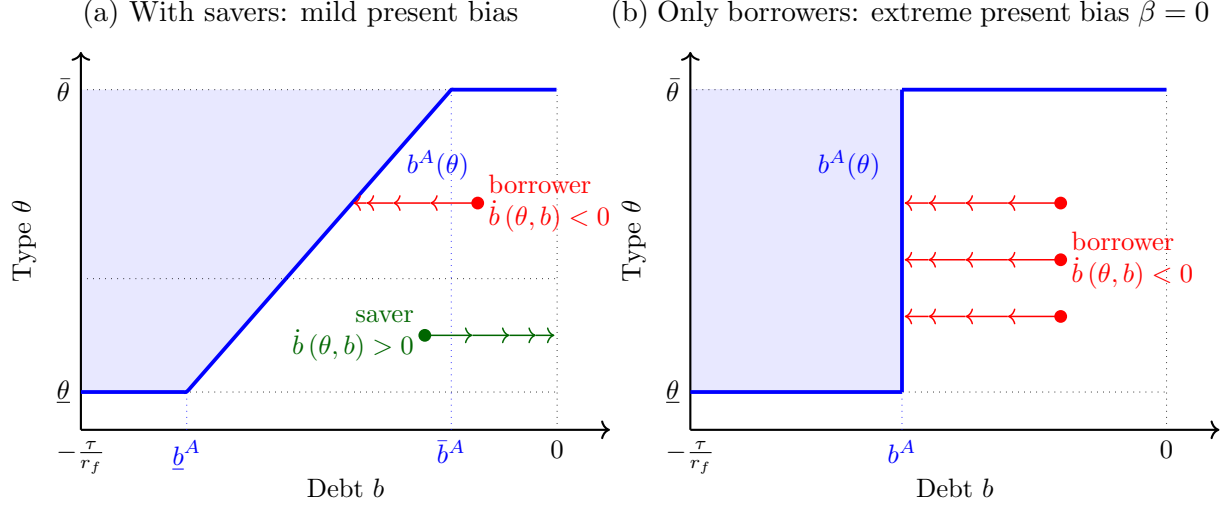 (a) With savers: mild present bias
θ̄
Type θ
θ̲
b^A(θ)
borrower
ḃ (θ, b) < 0
saver
ḃ (θ, b) > 0
−τ/r_f
b̲^A
b̄^A
0
Debt b
(b) Only borrowers: extreme present bias β = 0
θ̄
Type θ
θ̲
b^A(θ)
borrower
ḃ (θ, b) < 0
−τ/r_f
b^A
0
Debt b